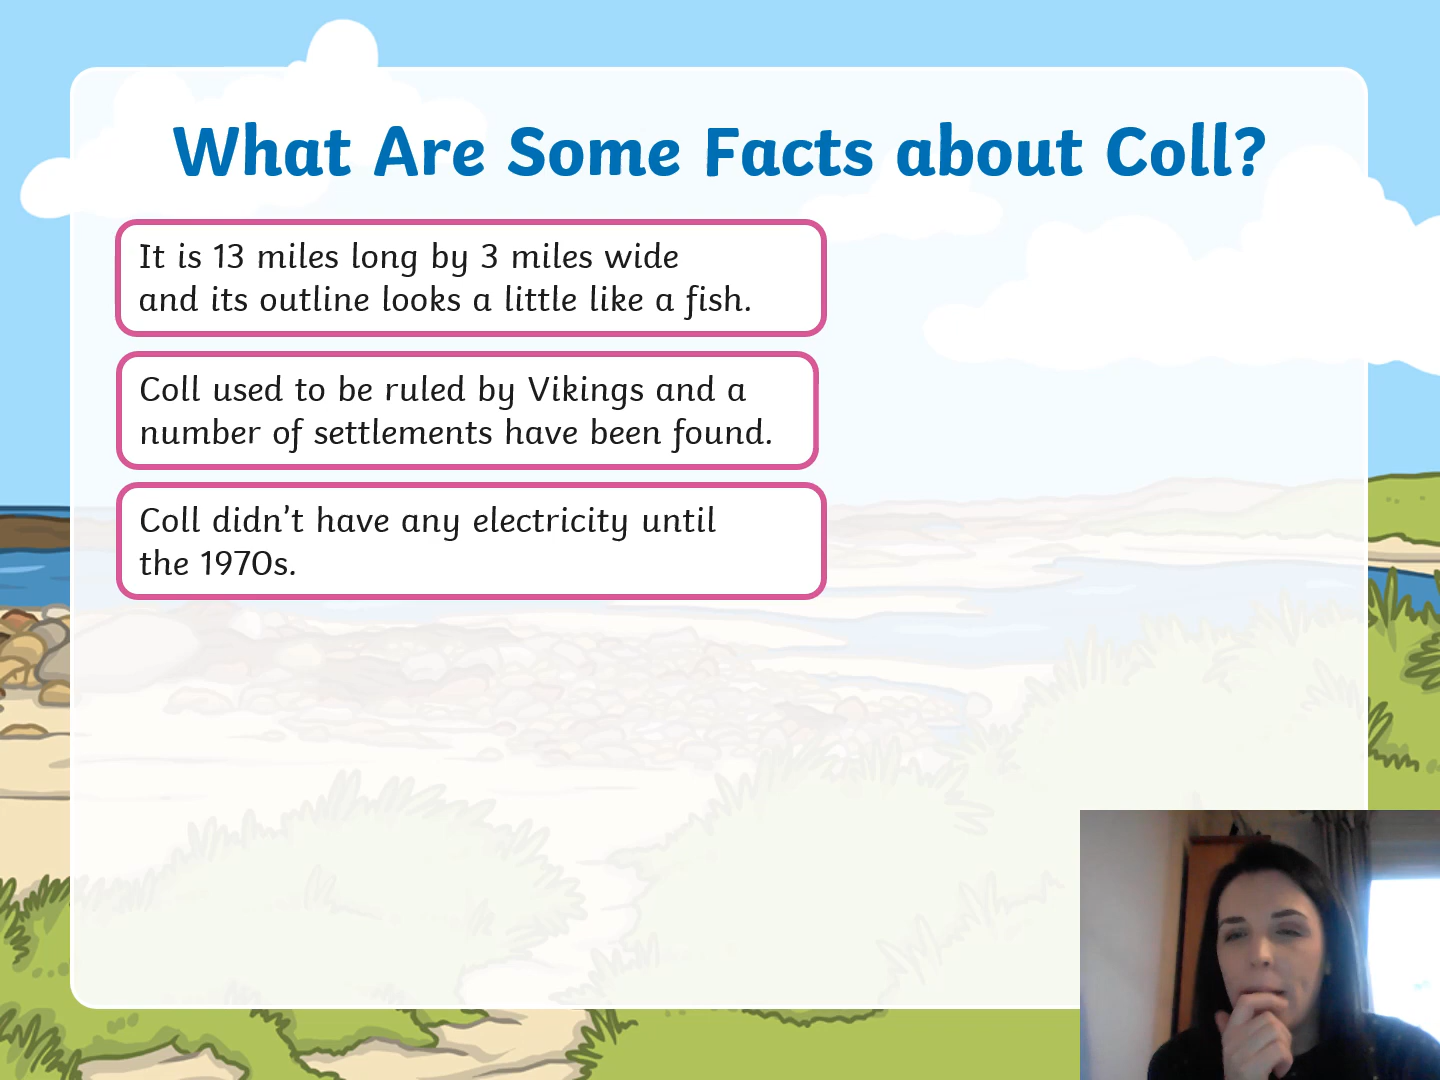 What Are Some Facts about Coll?
It is 13 miles long by 3 miles wide
and its outline looks a little like a fish.
Coll used to be ruled by Vikings and a
number of settlements have been found.
Coll didn't have any electricity until
the 1970s.